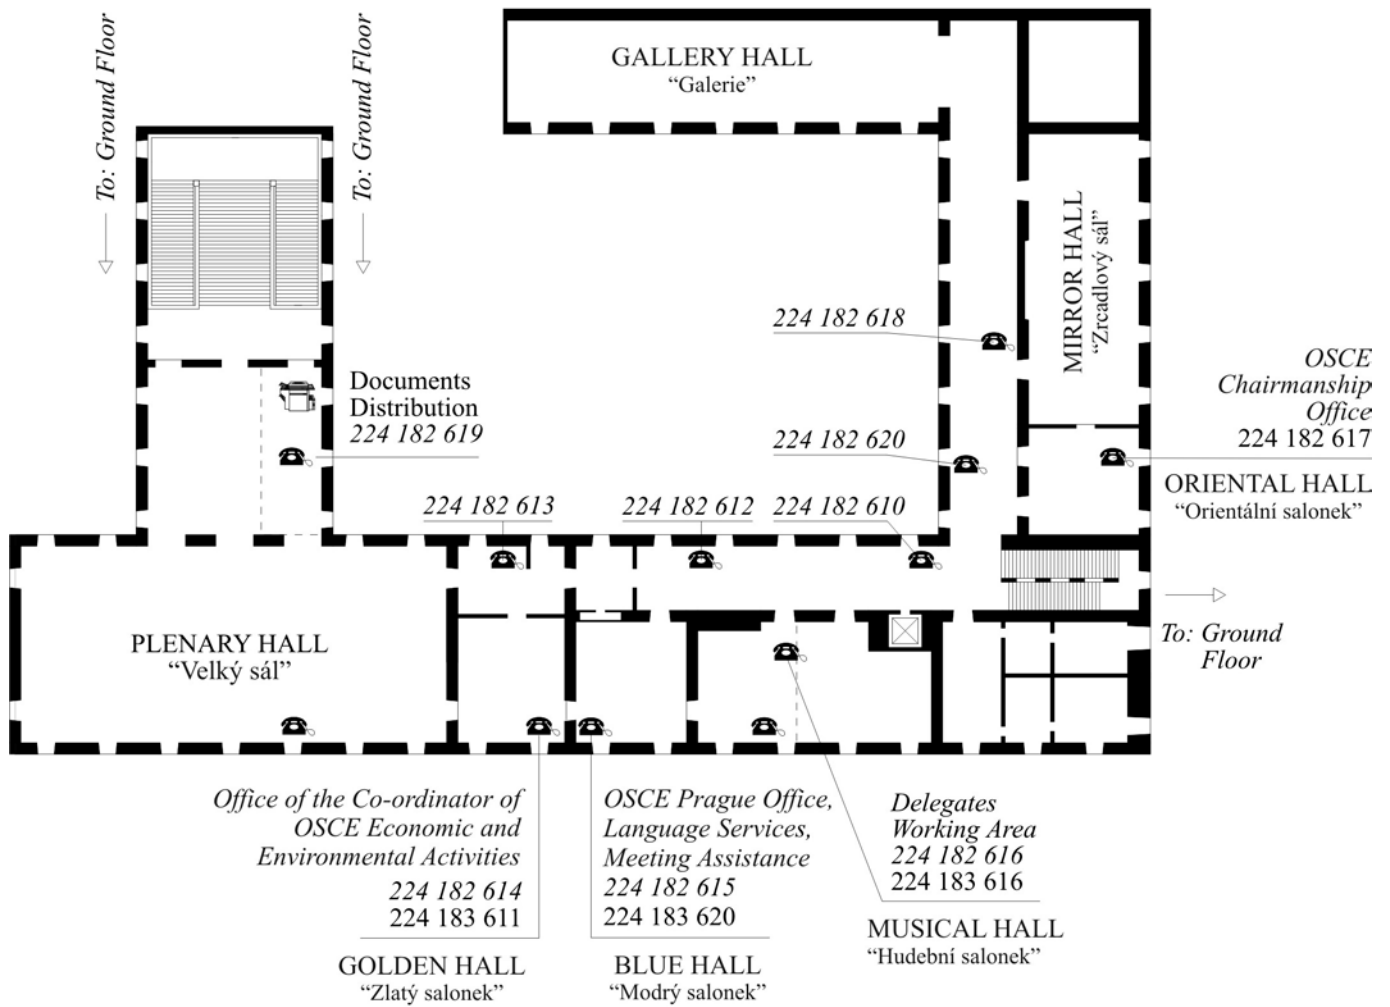 To: Ground Floor
To: Ground Floor
GALLERY HALL
“Galerie”
MIRROR HALL
“Zrcadlový sál”
224 182 618
OSCE
Chairmanship
Office
224 182 617
ORIENTAL HALL
“Orientální salonek”
Documents
Distribution
224 182 619
224 182 620
224 182 613
224 182 612
224 182 610
To: Ground
Floor
PLENARY HALL
“Velký sál”
Office of the Co-ordinator of
OSCE Economic and
Environmental Activities
224 182 614
224 183 611
GOLDEN HALL
“Zlatý salonek”
OSCE Prague Office,
Language Services,
Meeting Assistance
224 182 615
224 183 620
BLUE HALL
“Modrý salonek”
Delegates
Working Area
224 182 616
224 183 616
MUSICAL HALL
“Hudební salonek”